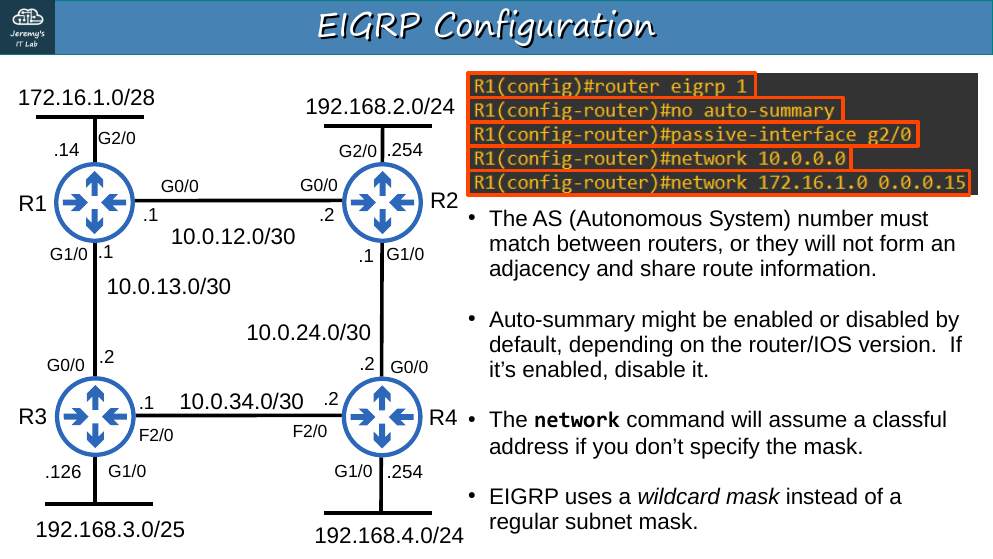 Jeremy's
IT Lab
EIGRP Configuration
172.16.1.0/28
192.168.2.0/24
.14
G2/0
G2/0
.254
R1
G0/0
G0/0
R2
.1
.2
10.0.12.0/30
G1/0
.1
.1
G1/0
10.0.13.0/30
10.0.24.0/30
G0/0
.2
.2
G0/0
R3
.1
10.0.34.0/30
.2
R4
F2/0
F2/0
.126
G1/0
G1/0
.254
192.168.3.0/25
192.168.4.0/24
R1(config)#router eigrp 1
R1(config-router)#no auto-summary
R1(config-router)#passive-interface g2/0
R1(config-router)#network 10.0.0.0
R1(config-router)#network 172.16.1.0 0.0.0.15
• The AS (Autonomous System) number must
match between routers, or they will not form an
adjacency and share route information.
• Auto-summary might be enabled or disabled by
default, depending on the router/IOS version.  If
it’s enabled, disable it.
• The network command will assume a classful
address if you don’t specify the mask.
• EIGRP uses a wildcard mask instead of a
regular subnet mask.